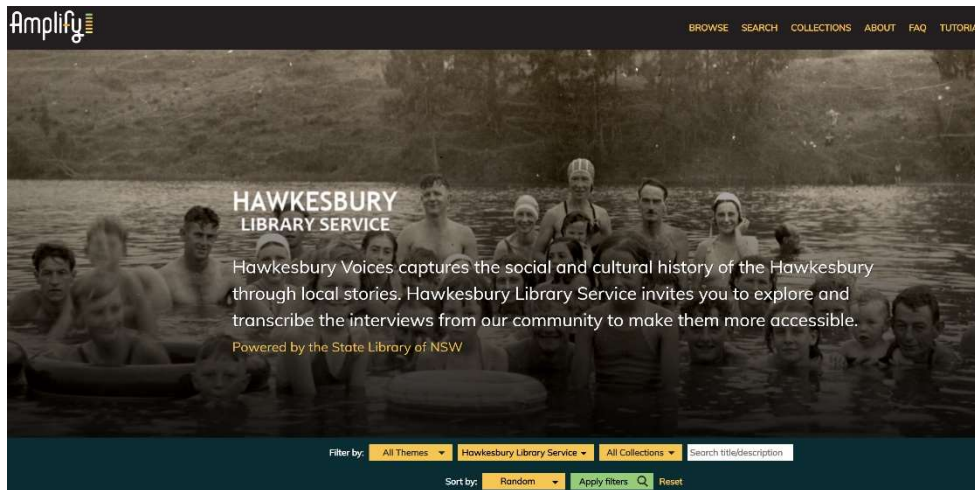 Amplify
BROWSE SEARCH COLLECTIONS ABOUT FAQ TUTORIA
HAWKESBURY
LIBRARY SERVICE
Hawkesbury Voices captures the social and cultural history of the Hawkesbury
through local stories. Hawkesbury Library Service invites you to explore and
transcribe the interviews from our community to make them more accessible.
Powered by the State Library of NSW
Filter by: All Themes Hawkesbury Library Service All Collections Search title/description
Sort by: Random Apply filters Reset